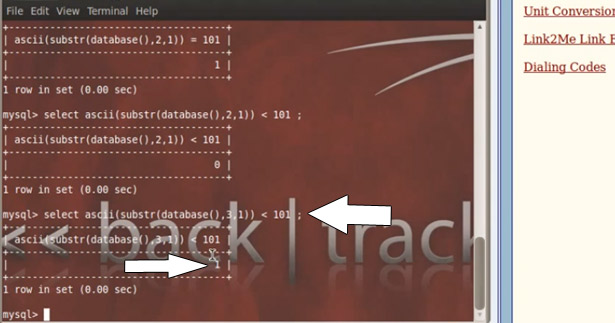 File Edit View Terminal Help
+-----------------------------------+
| ascii(substr(database(),2,1)) = 101 |
+-----------------------------------+
| 1 |
+-----------------------------------+
1 row in set (0.00 sec)
mysql> select ascii(substr(database(),2,1)) < 101 ;
+-----------------------------------+
| ascii(substr(database(),2,1)) < 101 |
+-----------------------------------+
| 0 |
+-----------------------------------+
1 row in set (0.00 sec)
mysql> select ascii(substr(database(),3,1)) < 101 ;
+-----------------------------------+
| ascii(substr(database(),3,1)) < 101 |
+-----------------------------------+
| 1 |
+-----------------------------------+
1 row in set (0.00 sec)
mysql>
<< back | track
Unit Conversion
Link2Me Link
Dialing Codes